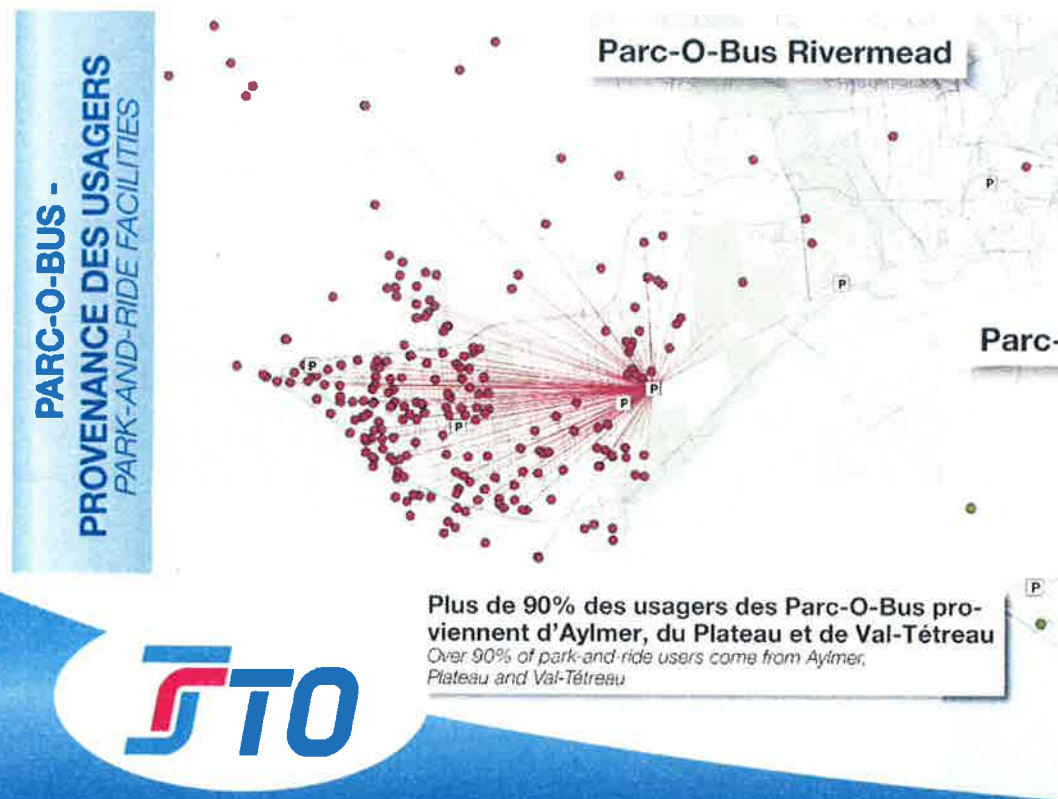 PARC-O-BUS -
PROVENANCE DES USAGERS
PARK-AND-RIDE FACILITIES
Parc-O-Bus Rivermead
P
P
Parc-
P
P
P
P
P
Plus de 90% des usagers des Parc-O-Bus pro-
viennent d'Aylmer, du Plateau et de Val-Tétreau
Over 90% of park-and-ride users come from Aylmer,
Plateau and Val-Tétreau
STO